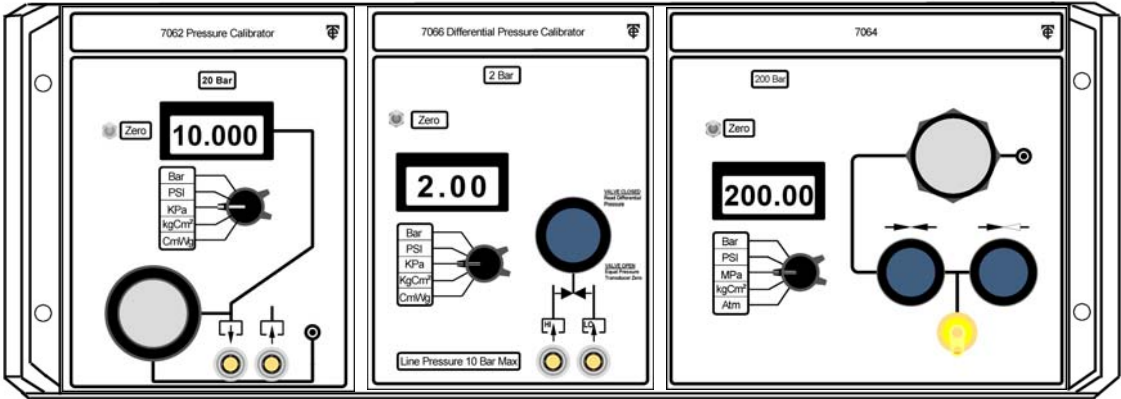 7062 Pressure Calibrator
20 Bar
Zero
10.000
Bar
PSI
KPa
kgCm²
CmWg
7066 Differential Pressure Calibrator
2 Bar
Zero
2.00
VALVE CLOSED
Read Differential
Pressure
Bar
PSI
KPa
KgCm²
CmWg
VALVE OPEN
Equal Pressure
Transducer Zero
HI
LO
Line Pressure 10 Bar Max
7064
200 Bar
Zero
200.00
Bar
PSI
MPa
kgCm²
Atm